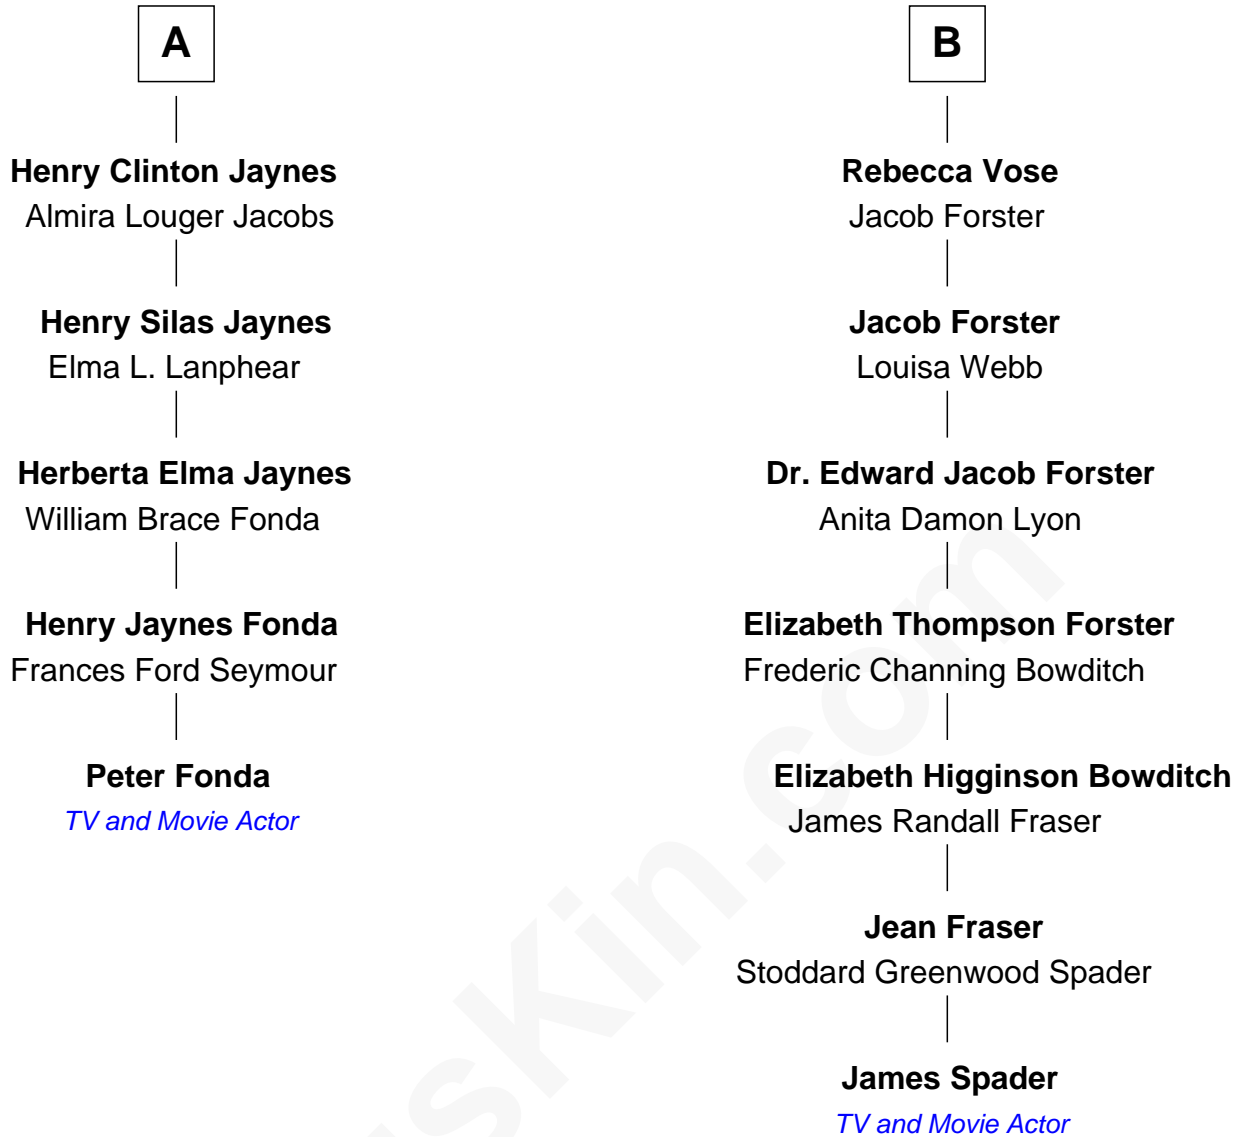 A
Henry Clinton Jaynes
Almira Louger Jacobs
Henry Silas Jaynes
Elma L. Lanphear
Herberta Elma Jaynes
William Brace Fonda
Henry Jaynes Fonda
Frances Ford Seymour
Peter Fonda
TV and Movie Actor
B
Rebecca Vose
Jacob Forster
Jacob Forster
Louisa Webb
Dr. Edward Jacob Forster
Anita Damon Lyon
Elizabeth Thompson Forster
Frederic Channing Bowditch
Elizabeth Higginson Bowditch
James Randall Fraser
Jean Fraser
Stoddard Greenwood Spader
James Spader
TV and Movie Actor
sKin.com